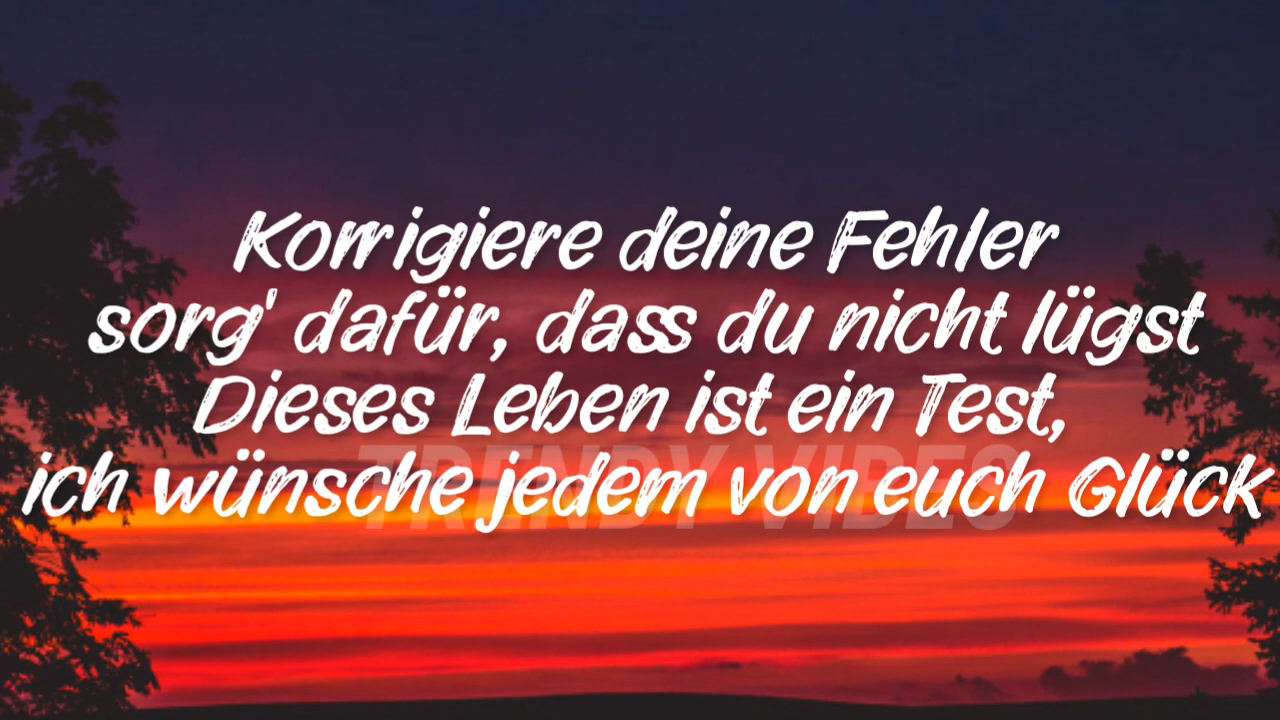 Korrigiere deine Fehler
sorg' dafür, dass du nicht lügst
Dieses Leben ist ein Test,
ich wünsche jedem von euch Glück
TRENDY VIBES